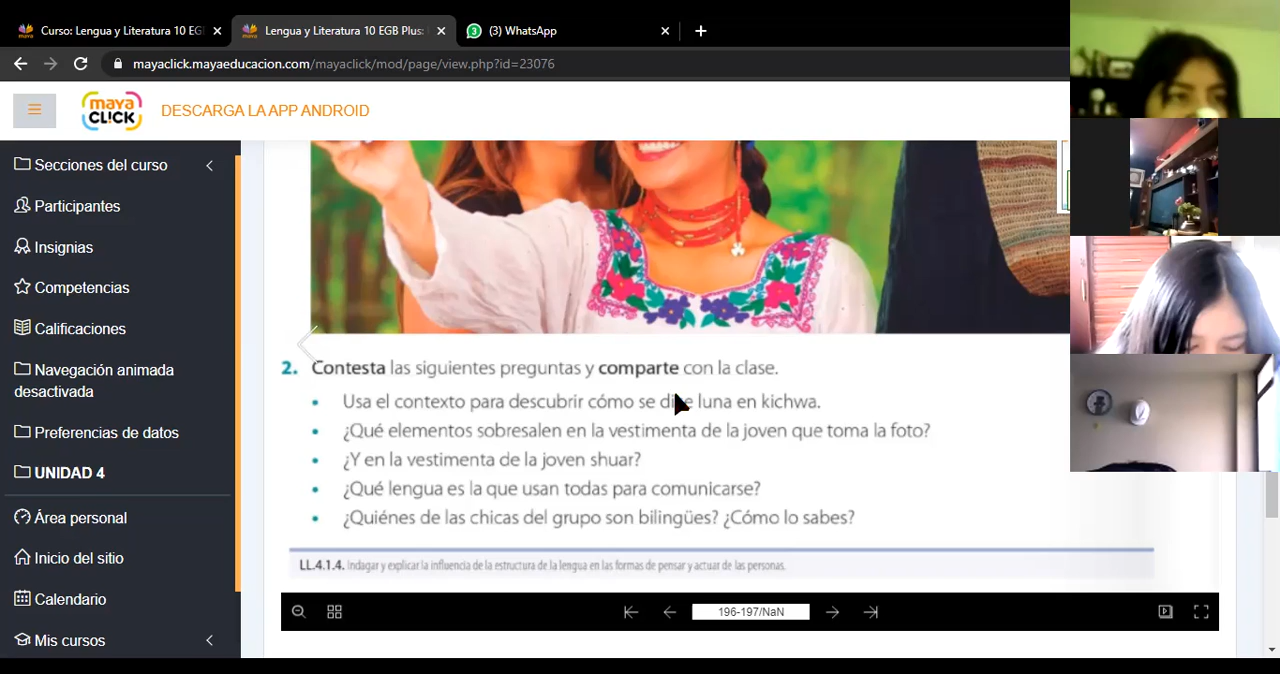 Curso: Lengua y Literatura 10 EG
Lengua y Literatura 10 EGB Plus:
3
(3) WhatsApp
mayaclick.mayaeducacion.com/mayaclick/mod/page/view.php?id=23076
maya
CL!CK
DESCARGA LA APP ANDROID
Secciones del curso
Participantes
Insignias
Competencias
Calificaciones
Navegación animada
desactivada
Preferencias de datos
UNIDAD 4
Área personal
Inicio del sitio
Calendario
Mis cursos
2. Contesta las siguientes preguntas y comparte con la clase.
• Usa el contexto para descubrir cómo se dice luna en kichwa.
• ¿Qué elementos sobresalen en la vestimenta de la joven que toma la foto?
• ¿Y en la vestimenta de la joven shuar?
• ¿Qué lengua es la que usan todas para comunicarse?
• ¿Quiénes de las chicas del grupo son bilingües? ¿Cómo lo sabes?
LL.4.1.4. Indagar y explicar la influencia de la estructura de la lengua en las formas de pensar y actuar de las personas.
196-197/NaN